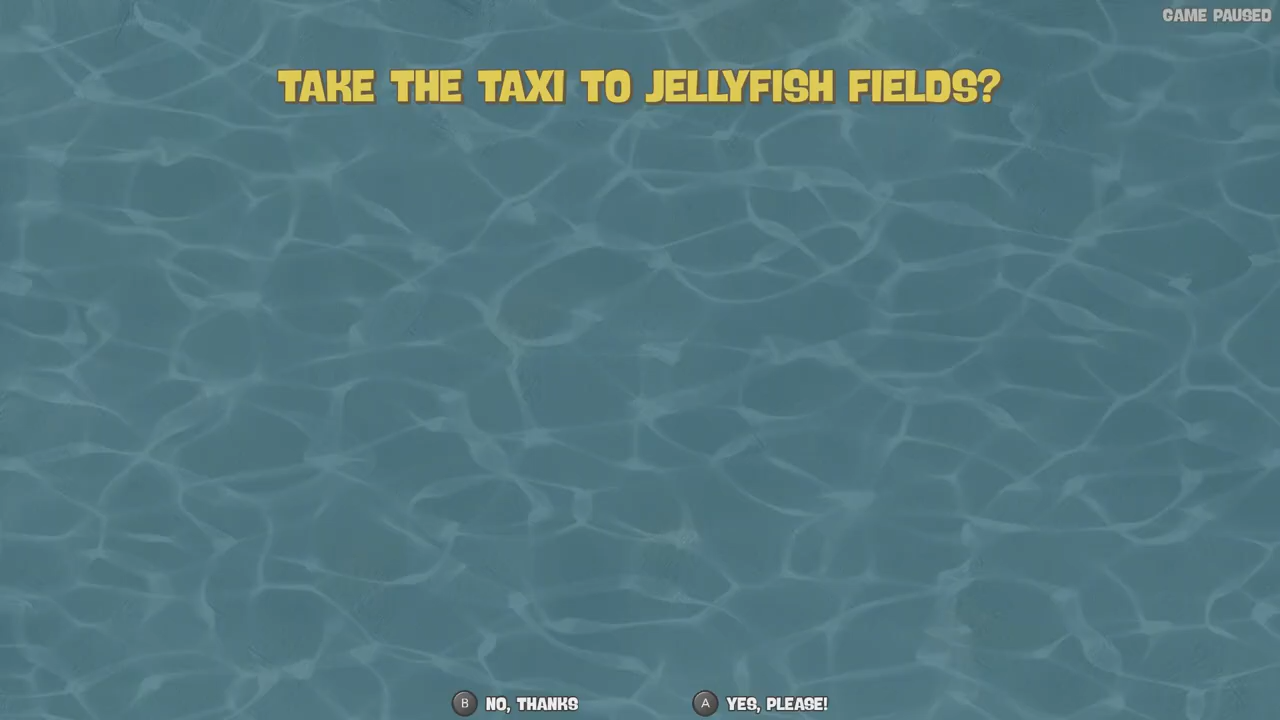 GAME PAUSED
TAKE THE TAXI TO JELLYFISH FIELDS?
B NO, THANKS
A YES, PLEASE!